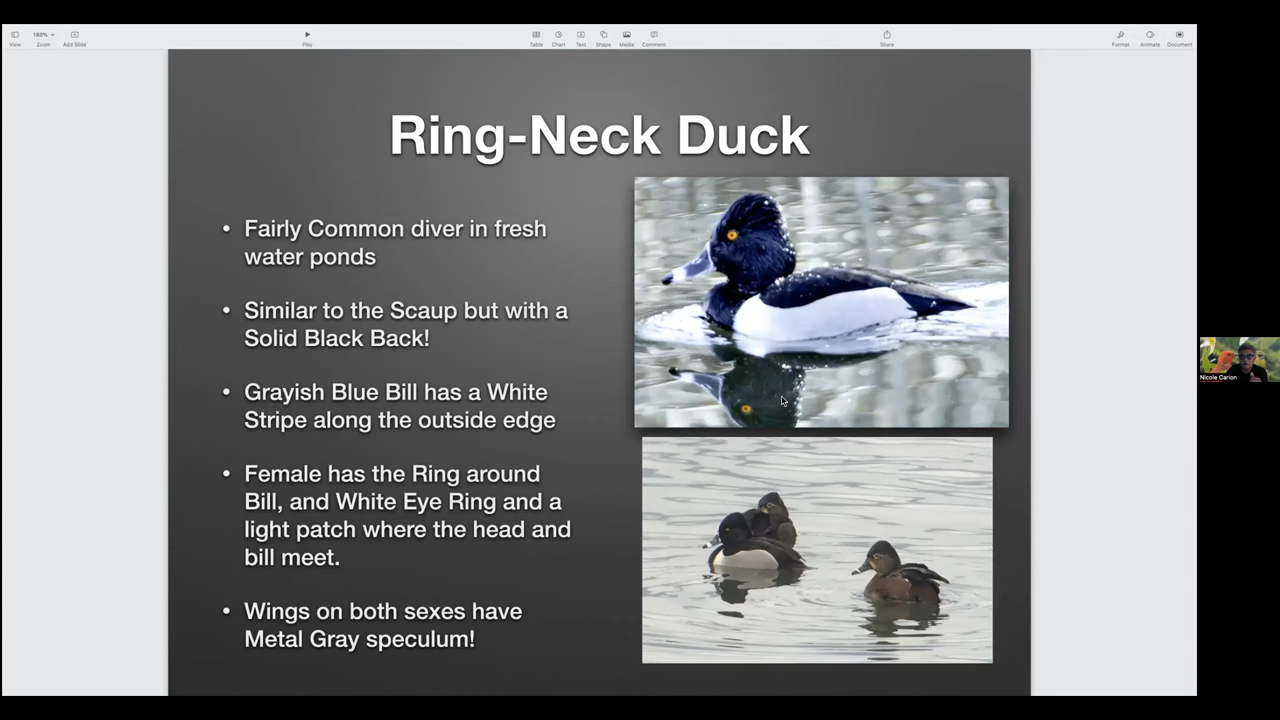 180%
View
Zoom
Add Slide
Play
Table
Chart
Text
Shape
Media
Comment
Share
Format
Animate
Document
Ring-Neck Duck
• Fairly Common diver in fresh
water ponds
• Similar to the Scaup but with a
Solid Black Back!
• Grayish Blue Bill has a White
Stripe along the outside edge
• Female has the Ring around
Bill, and White Eye Ring and a
light patch where the head and
bill meet.
• Wings on both sexes have
Metal Gray speculum!
Nicole Carion